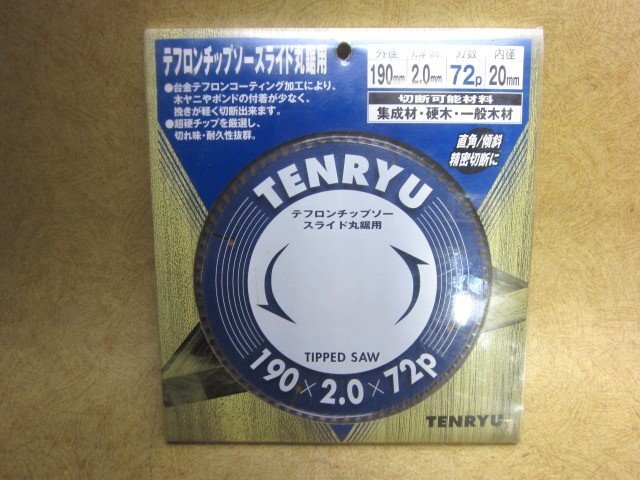 テフロンチップソースライド丸鋸用
●台金テフロンコーティング加工により、
木ヤニやボンドの付着が少なく、
挽きが軽く切断出来ます。
●超硬チップを厳選し、
切れ味・耐久性抜群。
外径 刃数 内径
190mm 2.0mm 72p 20mm
切断可能材料
集成材・硬木・一般木材
直角/傾斜
精密切断に
TENRYU
テフロンチップソー
スライド丸鋸用
TIPPED SAW
190×2.0×72p
TENRYU